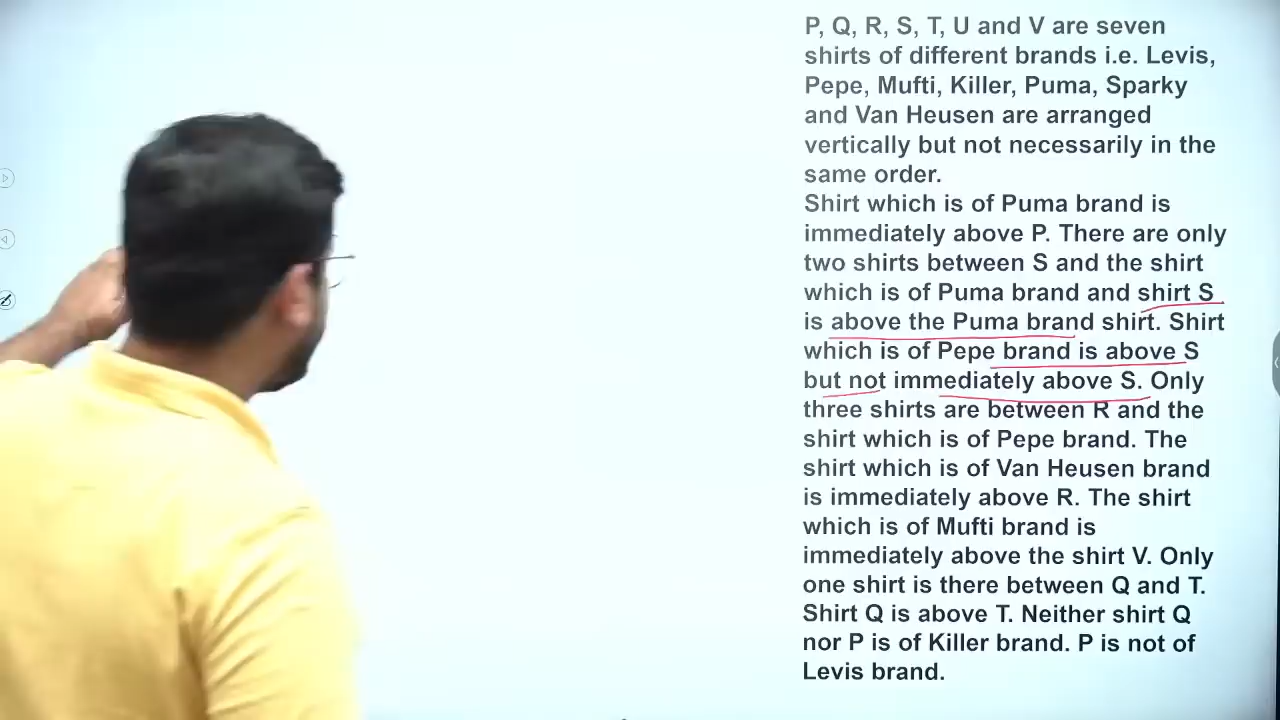 P, Q, R, S, T, U and V are seven
shirts of different brands i.e. Levis,
Pepe, Mufti, Killer, Puma, Sparky
and Van Heusen are arranged
vertically but not necessarily in the
same order.
Shirt which is of Puma brand is
immediately above P. There are only
two shirts between S and the shirt
which is of Puma brand and shirt S
is above the Puma brand shirt. Shirt
which is of Pepe brand is above S
but not immediately above S. Only
three shirts are between R and the
shirt which is of Pepe brand. The
shirt which is of Van Heusen brand
is immediately above R. The shirt
which is of Mufti brand is
immediately above the shirt V. Only
one shirt is there between Q and T.
Shirt Q is above T. Neither shirt Q
nor P is of Killer brand. P is not of
Levis brand.